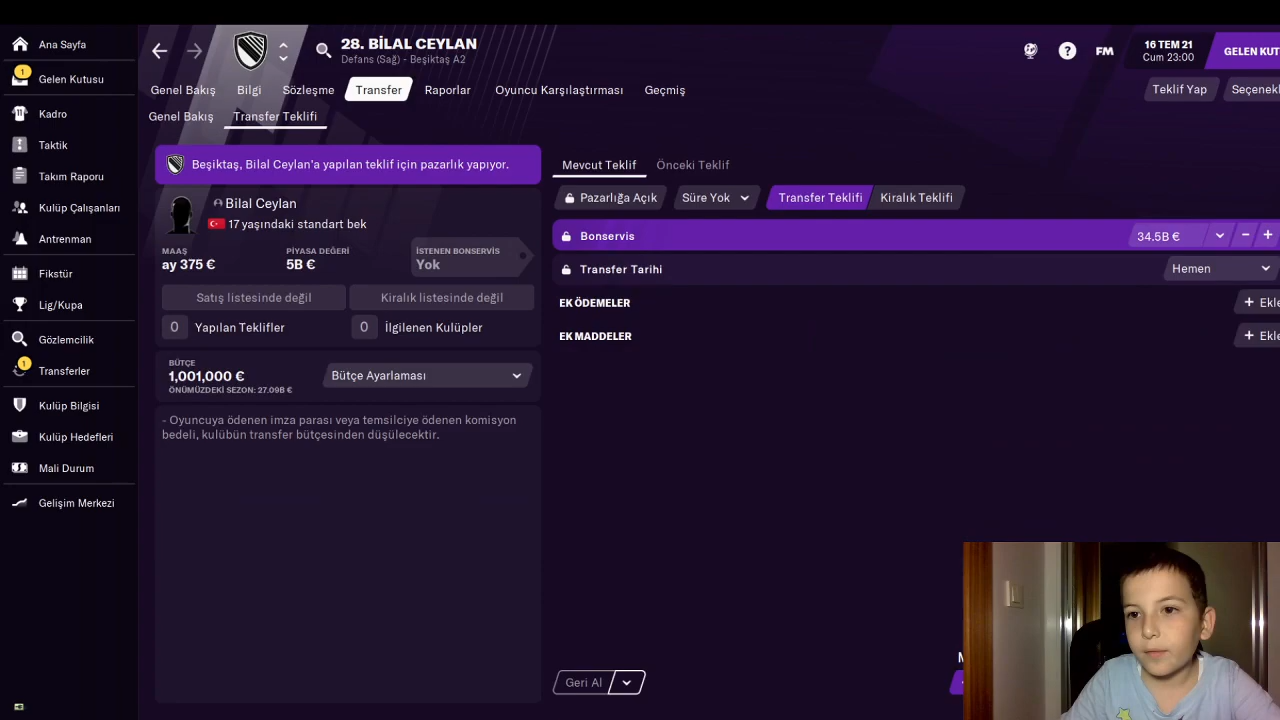 Ana Sayfa
1
Gelen Kutusu
Kadro
Taktik
Takım Raporu
Kulüp Çalışanları
Antrenman
Fikstür
Lig/Kupa
Gözlemcilik
1
Transferler
Kulüp Bilgisi
Kulüp Hedefleri
Mali Durum
Gelişim Merkezi
28. BİLAL CEYLAN
Defans (Sağ) - Beşiktaş A2
? FM
16 TEM 21
Cum 23:00
GELEN KUT
Genel Bakış Bilgi Sözleşme Transfer Raporlar Oyuncu Karşılaştırması Geçmiş
Teklif Yap Seçenekl
Genel Bakış Transfer Teklifi
Beşiktaş, Bilal Ceylan'a yapılan teklif için pazarlık yapıyor.
Bilal Ceylan
17 yaşındaki standart bek
MAAŞ
ay 375 €
PİYASA DEĞERİ
5B €
İSTENEN BONSERVİS
Yok
Satış listesinde değil
Kiralık listesinde değil
0 Yapılan Teklifler
0 İlgilenen Kulüpler
BÜTÇE
1,001,000 €
ÖNÜMÜZDEKİ SEZON: 27.09B €
Bütçe Ayarlaması
- Oyuncuya ödenen imza parası veya temsilciye ödenen komisyon
bedeli, kulübün transfer bütçesinden düşülecektir.
Mevcut Teklif Önceki Teklif
Pazarlığa Açık Süre Yok Transfer Teklifi Kiralık Teklifi
Bonservis 34.5B € - +
Transfer Tarihi Hemen
EK ÖDEMELER + Ekle
EK MADDELER + Ekle
Geri Al